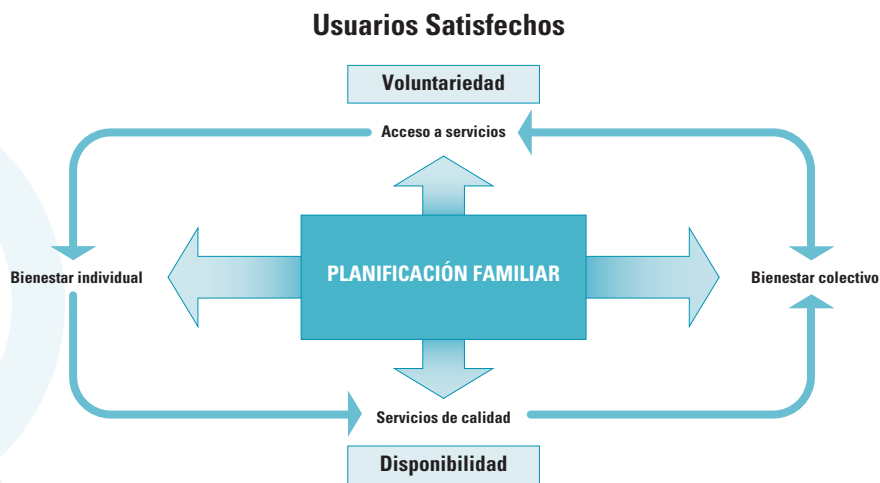 Usuarios Satisfechos
Voluntariedad
Acceso a servicios
Bienestar individual
PLANIFICACIÓN FAMILIAR
Bienestar colectivo
Servicios de calidad
Disponibilidad